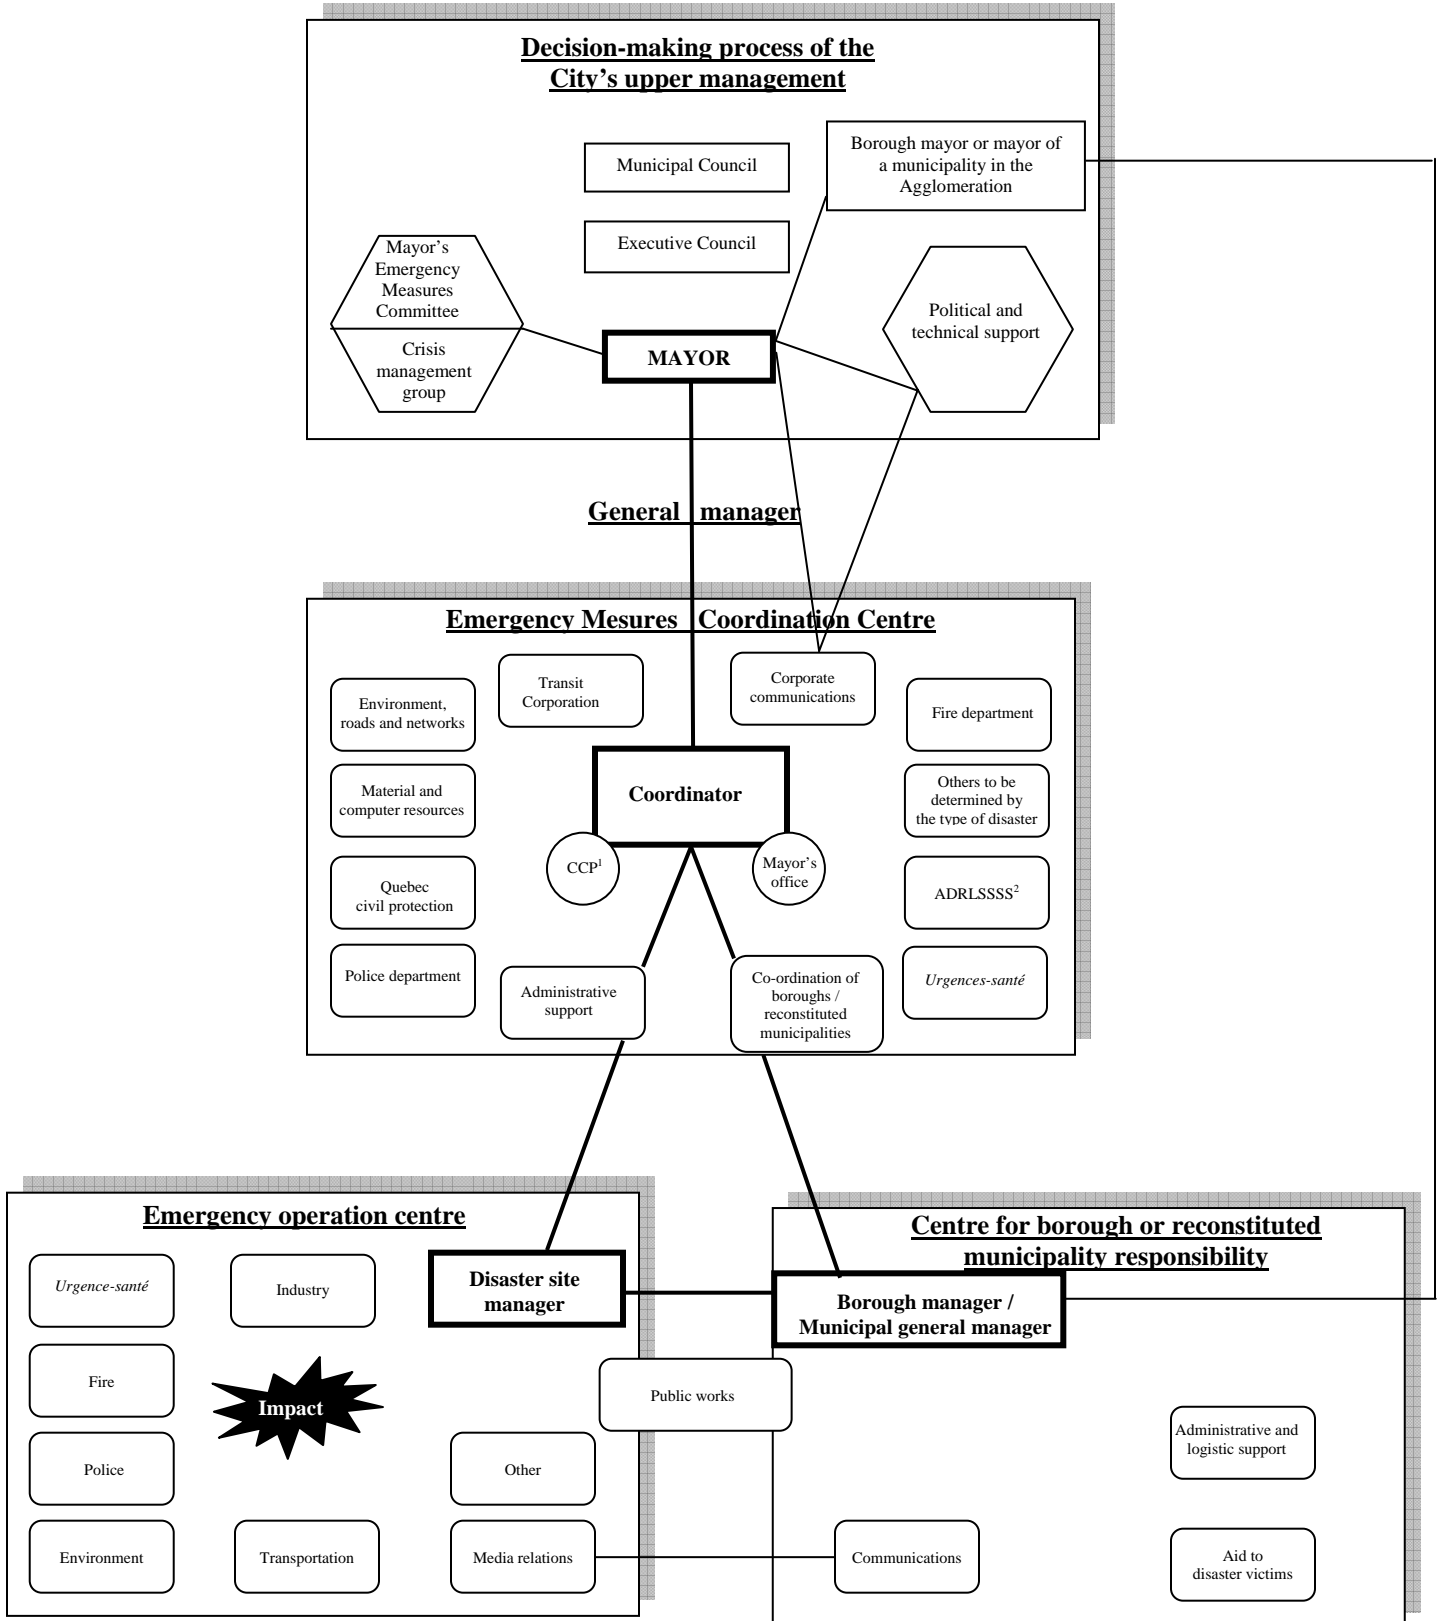 Decision-making process of the
City's upper management
Municipal Council
Borough mayor or mayor of
a municipality in the
Agglomeration
Executive Council
Mayor's
Emergency
Measures
Committee
Crisis
management
group
MAYOR
Political and
technical support
General manager
Emergency Mesures Coordination Centre
Environment,
roads and networks
Transit
Corporation
Corporate
communications
Fire department
Material and
computer resources
Coordinator
Others to be
determined by
the type of disaster
CCP¹
Mayor's
office
Quebec
civil protection
ADRLSSSS²
Police department
Administrative
support
Co-ordination of
boroughs /
reconstituted
municipalities
Urgences-santé
Emergency operation centre
Urgence-santé
Industry
Disaster site
manager
Fire
Impact
Public works
Police
Other
Environment
Transportation
Media relations
Centre for borough or reconstituted
municipality responsibility
Borough manager /
Municipal general manager
Administrative and
logistic support
Communications
Aid to
disaster victims